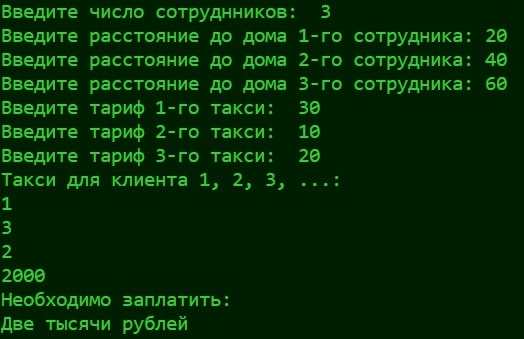 Введите число сотруднников: 3
Введите расстояние до дома 1-го сотрудника: 20
Введите расстояние до дома 2-го сотрудника: 40
Введите расстояние до дома 3-го сотрудника: 60
Введите тариф 1-го такси: 30
Введите тариф 2-го такси: 10
Введите тариф 3-го такси: 20
Такси для клиента 1, 2, 3, ...:
1
3
2
2000
Необходимо заплатить:
Две тысячи рублей